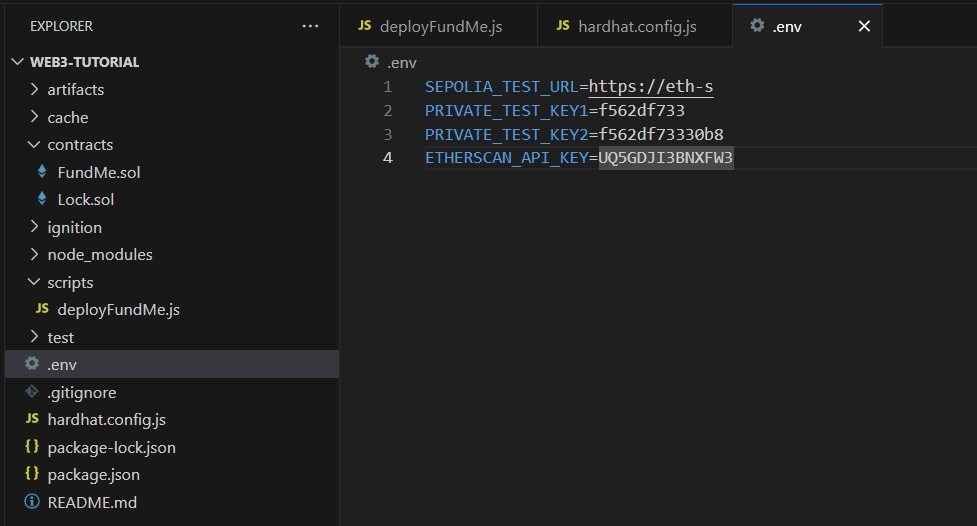 EXPLORER
WEB3-TUTORIAL
artifacts
cache
contracts
FundMe.sol
Lock.sol
ignition
node_modules
scripts
JS deployFundMe.js
test
.env
.gitignore
JS hardhat.config.js
{} package-lock.json
{} package.json
README.md
JS deployFundMe.js
JS hardhat.config.js
.env
.env
1 SEPOLIA_TEST_URL=https://eth-s
2 PRIVATE_TEST_KEY1=f562df733
3 PRIVATE_TEST_KEY2=f562df73330b8
4 ETHERSCAN_API_KEY=UQ5GDJI3BNXFW3